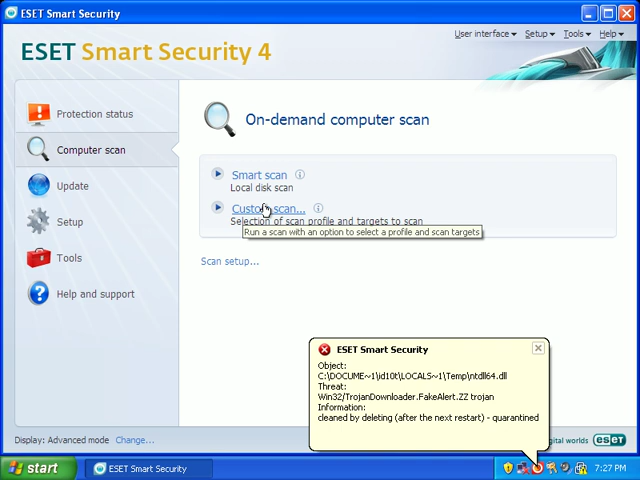 ESET Smart Security
User interface Setup Tools Help
ESET Smart Security 4
Protection status
Computer scan
Update
Setup
Tools
Help and support
On-demand computer scan
Smart scan
Local disk scan
Custom scan...
Selection of scan profile and targets to scan
Run a scan with an option to select a profile and scan targets
Scan setup...
ESET Smart Security
Object:
C:\DOCUME~1\id10t\LOCALS~1\Temp\ntdll64.dll
Threat:
Win32/TrojanDownloader.FakeAlert.ZZ trojan
Information:
cleaned by deleting (after the next restart) - quarantined
Display: Advanced mode Change...
digital worlds eset
start ESET Smart Security 7:27 PM